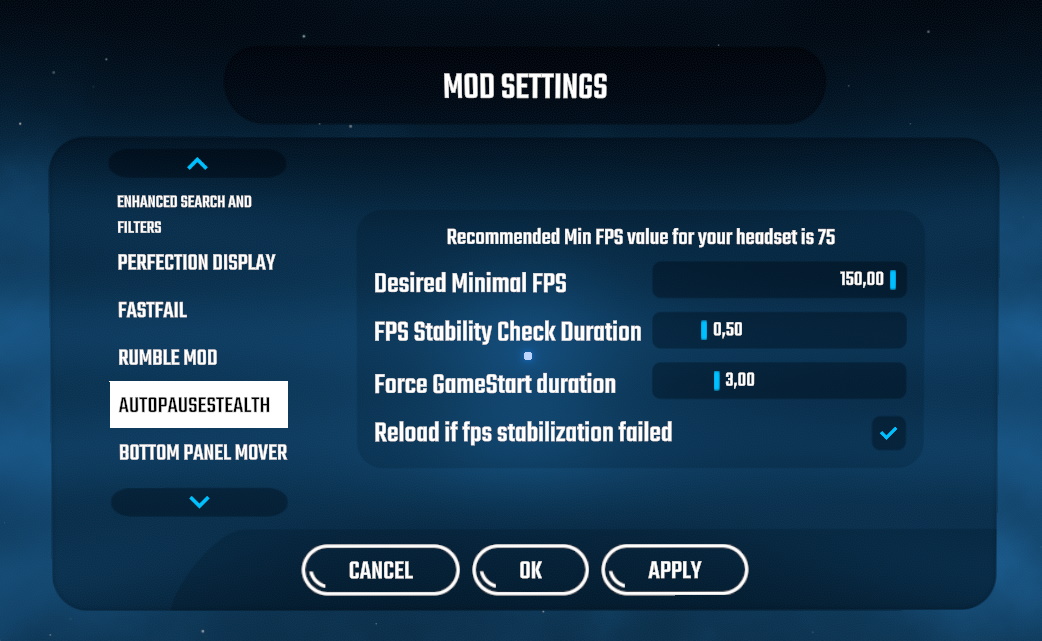 MOD SETTINGS
ENHANCED SEARCH AND
FILTERS
PERFECTION DISPLAY
FASTFAIL
RUMBLE MOD
AUTOPAUSESTEALTH
BOTTOM PANEL MOVER
Recommended Min FPS value for your headset is 75
Desired Minimal FPS 150,00
FPS Stability Check Duration 0,50
Force GameStart duration 3,00
Reload if fps stabilization failed
CANCEL OK APPLY